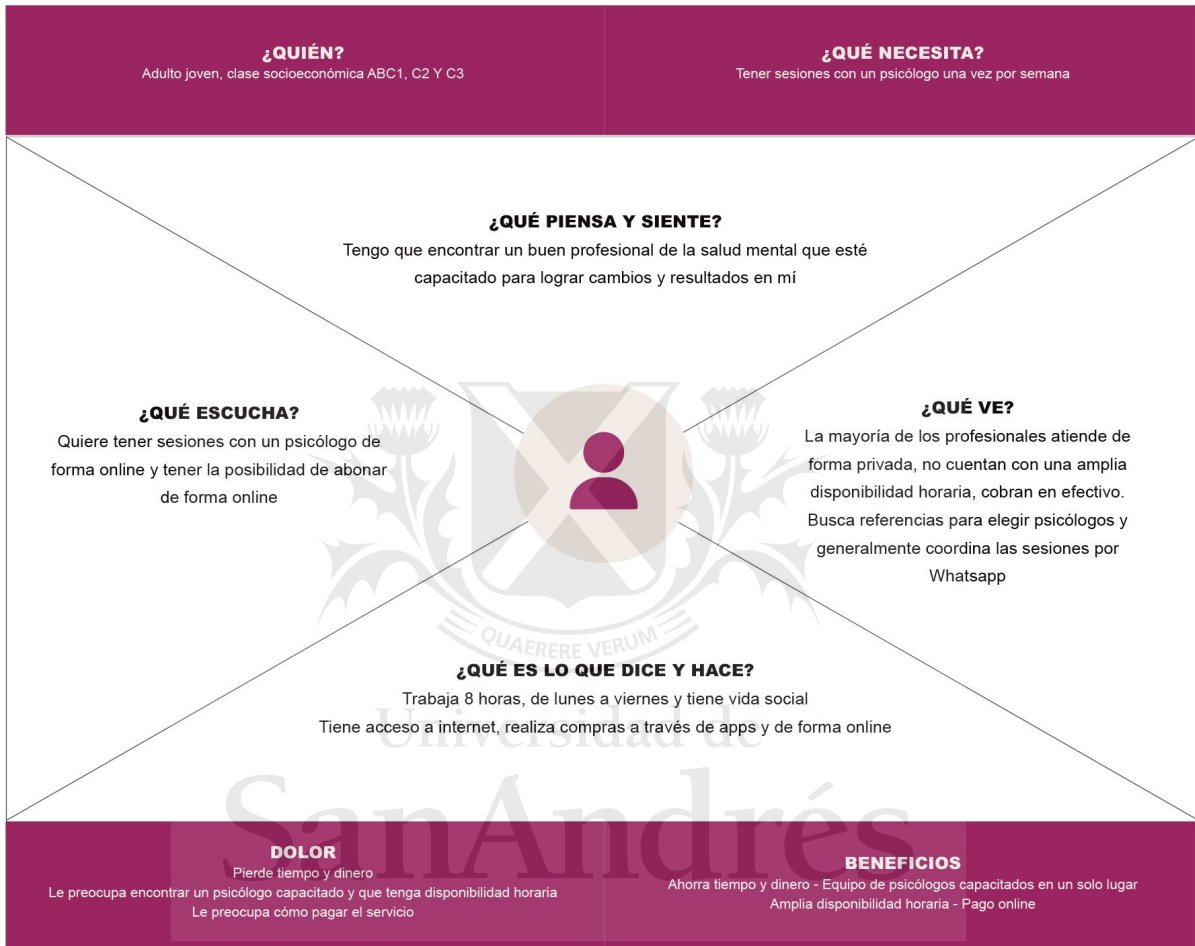 ¿QUIÉN?
Adulto joven, clase socioeconómica ABC1, C2 Y C3
¿QUÉ NECESITA?
Tener sesiones con un psicólogo una vez por semana
¿QUÉ PIENSA Y SIENTE?
Tengo que encontrar un buen profesional de la salud mental que esté
capacitado para lograr cambios y resultados en mí
¿QUÉ ESCUCHA?
Quiere tener sesiones con un psicólogo de
forma online y tener la posibilidad de abonar
de forma online
¿QUÉ VE?
La mayoría de los profesionales atiende de
forma privada, no cuentan con una amplia
disponibilidad horaria, cobran en efectivo.
Busca referencias para elegir psicólogos y
generalmente coordina las sesiones por
Whatsapp
QUAERERE VERUM
¿QUÉ ES LO QUE DICE Y HACE?
Trabaja 8 horas, de lunes a viernes y tiene vida social
Tiene acceso a internet, realiza compras a través de apps y de forma online
Universidad de
SanAndrés
DOLOR
Pierde tiempo y dinero
Le preocupa encontrar un psicólogo capacitado y que tenga disponibilidad horaria
Le preocupa cómo pagar el servicio
BENEFICIOS
Ahorra tiempo y dinero - Equipo de psicólogos capacitados en un solo lugar
Amplia disponibilidad horaria - Pago online